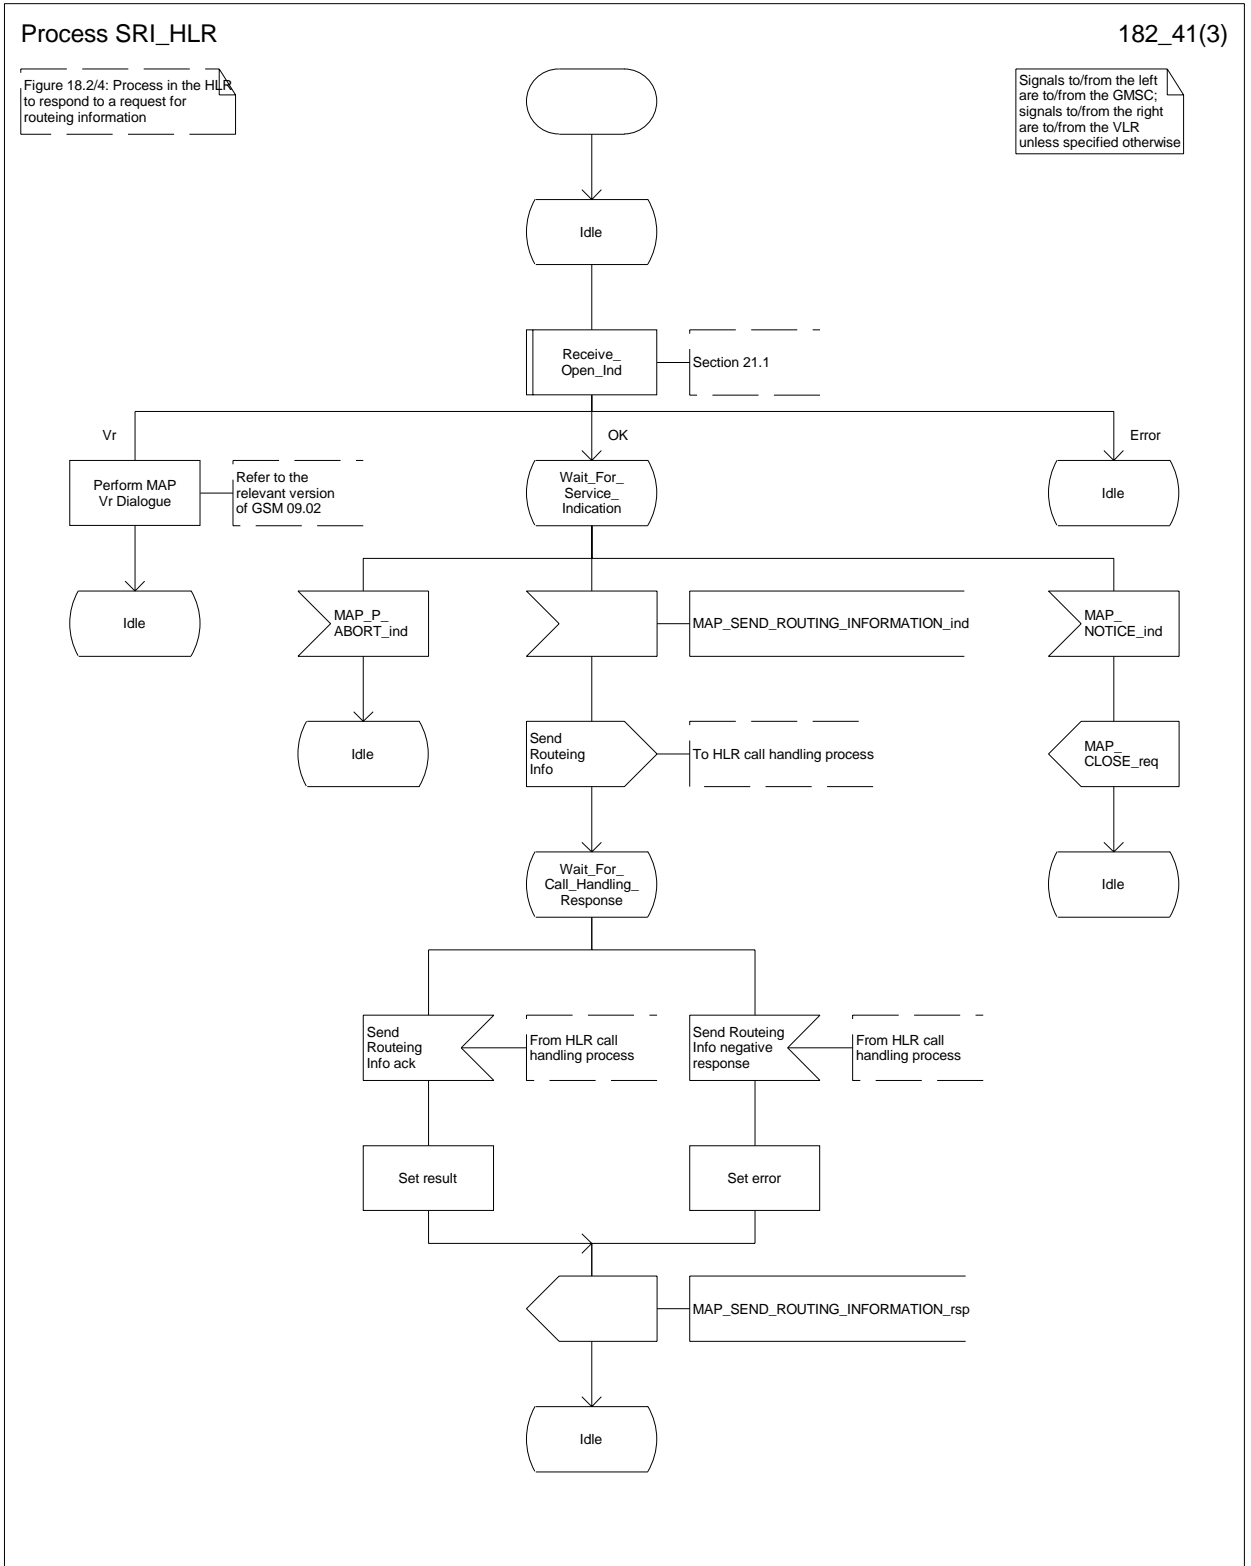 Process SRI_HLR
182_41(3)
Figure 18.2/4: Process in the HLR
to respond to a request for
routeing information
Signals to/from the left
are to/from the GMSC;
signals to/from the right
are to/from the VLR
unless specified otherwise
Idle
Receive_
Open_Ind
Section 21.1
Vr
OK
Error
Perform MAP
Vr Dialogue
Refer to the
relevant version
of GSM 09.02
Wait_For_
Service_
Indication
Idle
Idle
MAP_P_
ABORT_ind
MAP_SEND_ROUTING_INFORMATION_ind
MAP_
NOTICE_ind
Idle
Send
Routeing
Info
To HLR call handling process
MAP_
CLOSE_req
Wait_For_
Call_Handling_
Response
Idle
Send
Routeing
Info ack
From HLR call
handling process
Send Routeing
Info negative
response
From HLR call
handling process
Set result
Set error
MAP_SEND_ROUTING_INFORMATION_rsp
Idle